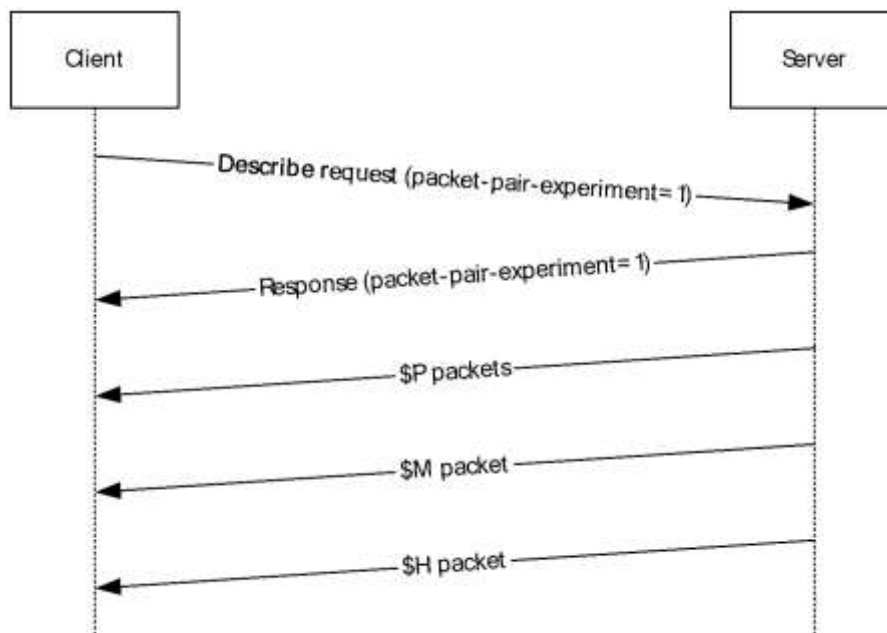 Client
Server
Describe request (packet-pair-experiment= 1)
Response (packet-pair-experiment= 1)
$P packets
$M packet
$H packet